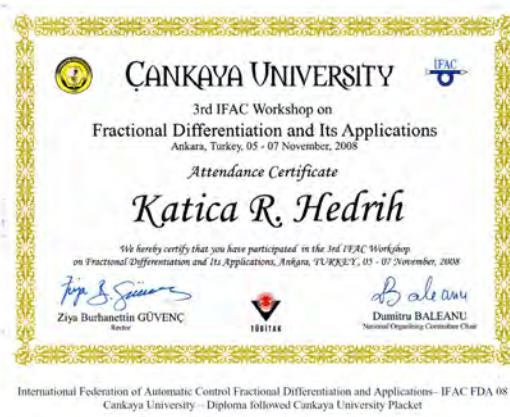 ÇANKAYA UNIVERSITY
IFAC
3rd IFAC Workshop on
Fractional Differentiation and Its Applications
Ankara, Turkey, 05 - 07 November, 2008
Attendance Certificate
Katica R. Hedrih
We hereby certify that you have participated in the 3rd IFAC Workshop
on Fractional Differentiation and Its Applications, Ankara, TURKEY, 05 - 07 November, 2008
Ziya Burhanettin GÜVENÇ
Rector
TÜBİTAK
Dumitru BALEANU
National Organizing Committee Chair
International Federation of Automatic Control Fractional Differentiation and Applications– IFAC FDA 08
Cankaya University – Diploma followed Cankaya University Placket